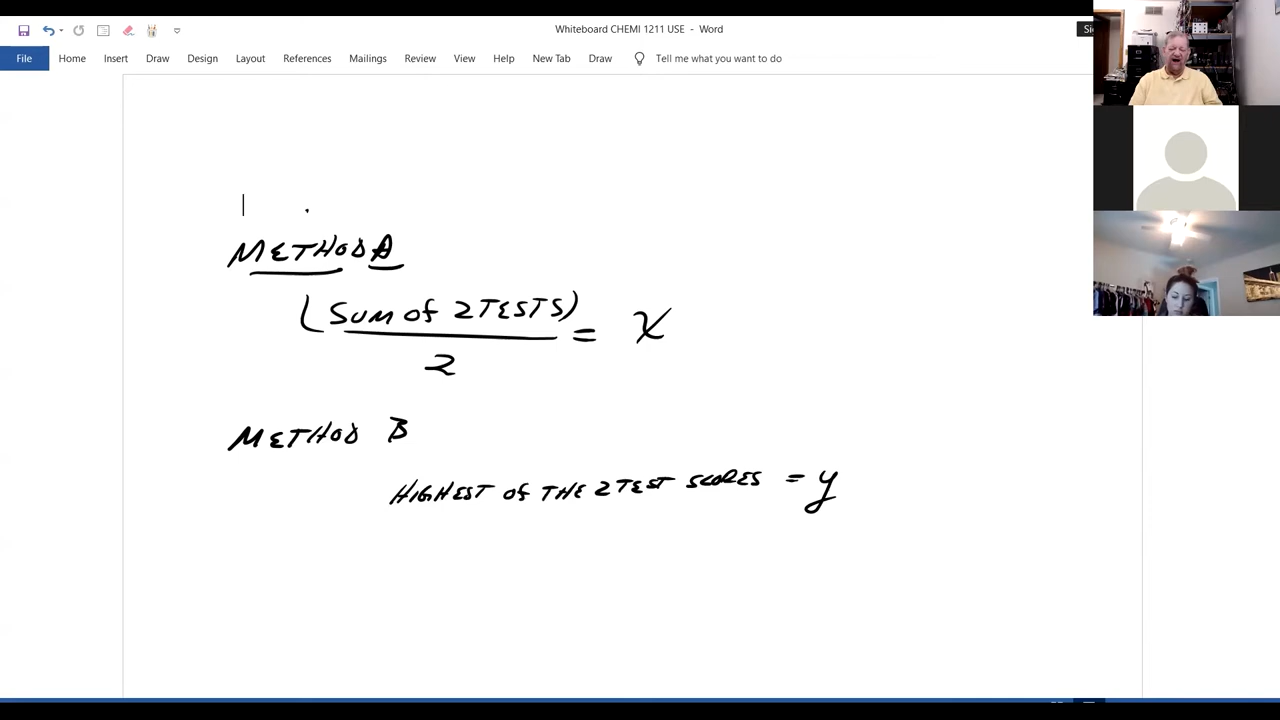 Whiteboard CHEMI 1211 USE - Word
File Home Insert Draw Design Layout References Mailings Review View Help New Tab Draw Tell me what you want to do
METHOD A
(SUM of 2 TESTS)
2
= X
METHOD B
HIGHEST of THE 2 TEST SCORES = y